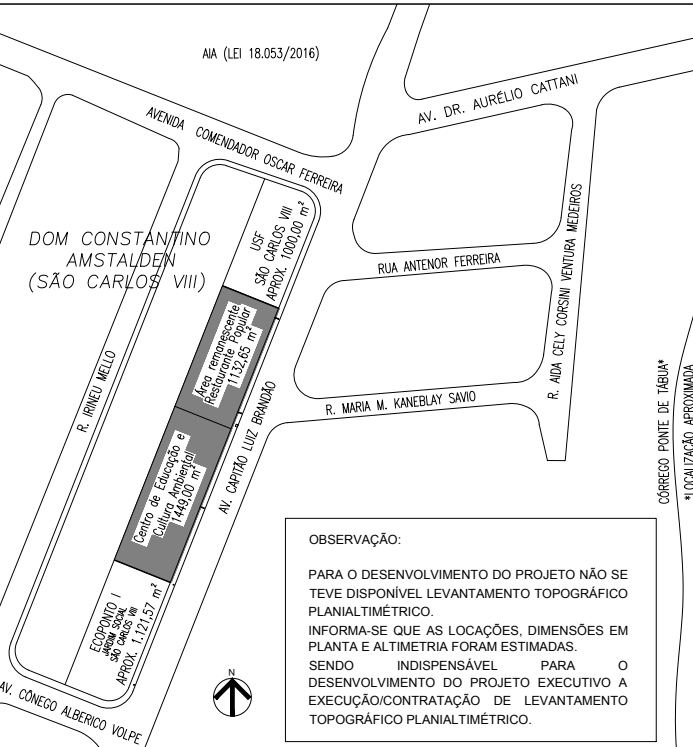 AIA (LEI 18.053/2016)
AV. DR. AURÉLIO CATTANI
AVENIDA COMENDADOR OSCAR FERREIRA
DOM CONSTANTINO
AMSTALDEN
(SÃO CARLOS VIII)
USF
SÃO CARLOS VIII
APROX. 1000,00 m²
RUA ANTENOR FERREIRA
R. AIDA CELY CORSINI VENTURA MEDEIROS
Área remanescente
Restaurante Popular
1132,65 m²
R. IRINEU MELLO
R. MARIA M. KANEBLAY SAVIO
AV. CAPITÃO LUIZ BRANDÃO
CÓRREGO PONTE DE TÁBUA*
*LOCALIZAÇÃO APROXIMADA
Centro de Educação e
Cultura Ambiental
1449,00 m²
ECOPONTO I
JARDIM SOCIAL
SÃO CARLOS VIII
APROX. 1.121,57 m²
AV. CÔNEGO ALBERICO VOLPE
N
OBSERVAÇÃO:
PARA O DESENVOLVIMENTO DO PROJETO NÃO SE
TEVE DISPONÍVEL LEVANTAMENTO TOPOGRÁFICO
PLANIALTIMÉTRICO.
INFORMA-SE QUE AS LOCAÇÕES, DIMENSÕES EM
PLANTA E ALTIMETRIA FORAM ESTIMADAS.
SENDO INDISPENSÁVEL PARA O
DESENVOLVIMENTO DO PROJETO EXECUTIVO A
EXECUÇÃO/CONTRATAÇÃO DE LEVANTAMENTO
TOPOGRÁFICO PLANIALTIMÉTRICO.